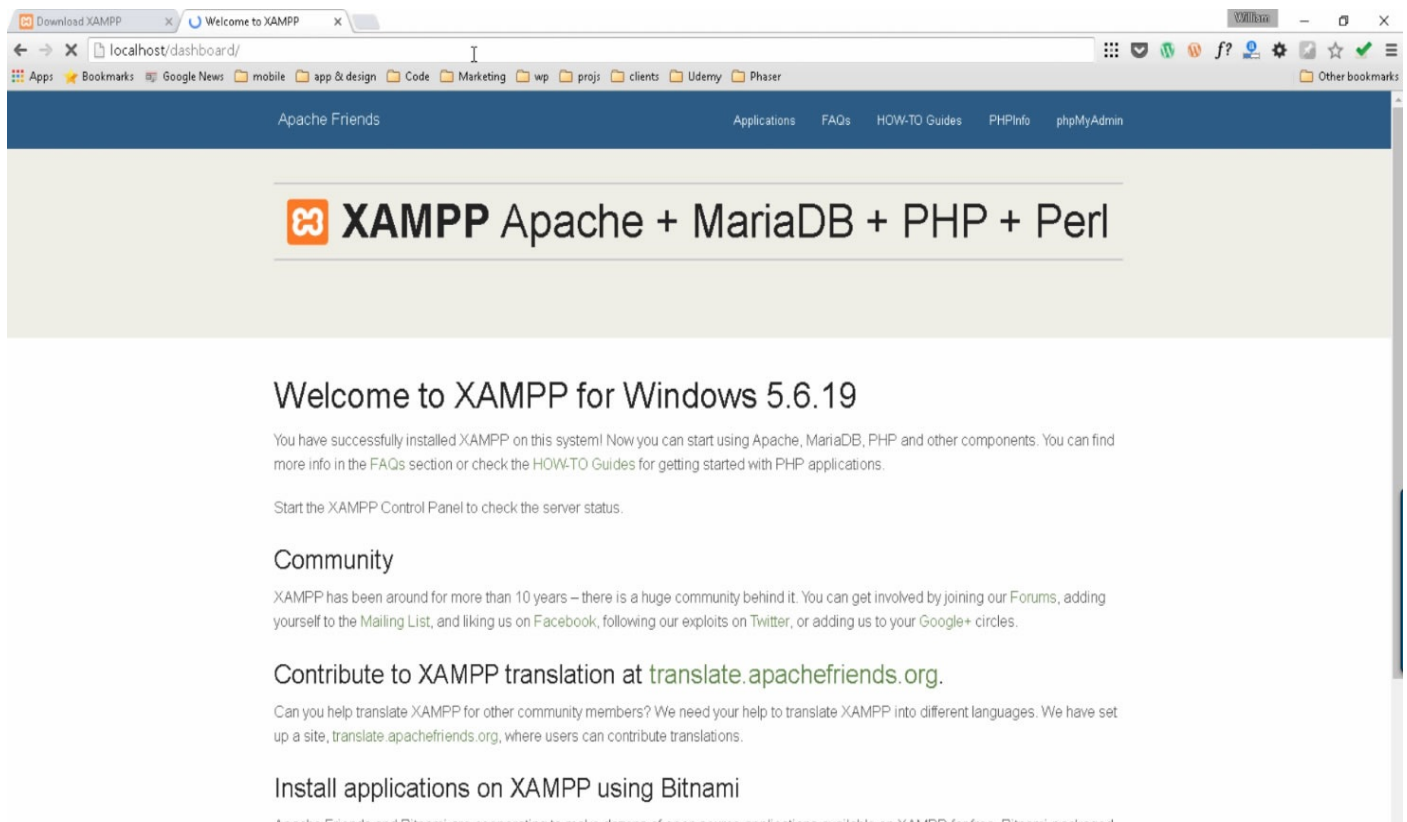 Download XAMPP
Welcome to XAMPP
William
localhost/dashboard/
f?
Apps
Bookmarks
Google News
mobile
app & design
Code
Marketing
wp
projs
clients
Udemy
Phaser
Other bookmarks
Apache Friends
Applications
FAQs
HOW-TO Guides
PHPInfo
phpMyAdmin
XAMPP Apache + MariaDB + PHP + Perl
Welcome to XAMPP for Windows 5.6.19
You have successfully installed XAMPP on this system! Now you can start using Apache, MariaDB, PHP and other components. You can find
more info in the FAQs section or check the HOW-TO Guides for getting started with PHP applications.
Start the XAMPP Control Panel to check the server status.
Community
XAMPP has been around for more than 10 years – there is a huge community behind it. You can get involved by joining our Forums, adding
yourself to the Mailing List, and liking us on Facebook, following our exploits on Twitter, or adding us to your Google+ circles.
Contribute to XAMPP translation at translate.apachefriends.org.
Can you help translate XAMPP for other community members? We need your help to translate XAMPP into different languages. We have set
up a site, translate.apachefriends.org, where users can contribute translations.
Install applications on XAMPP using Bitnami